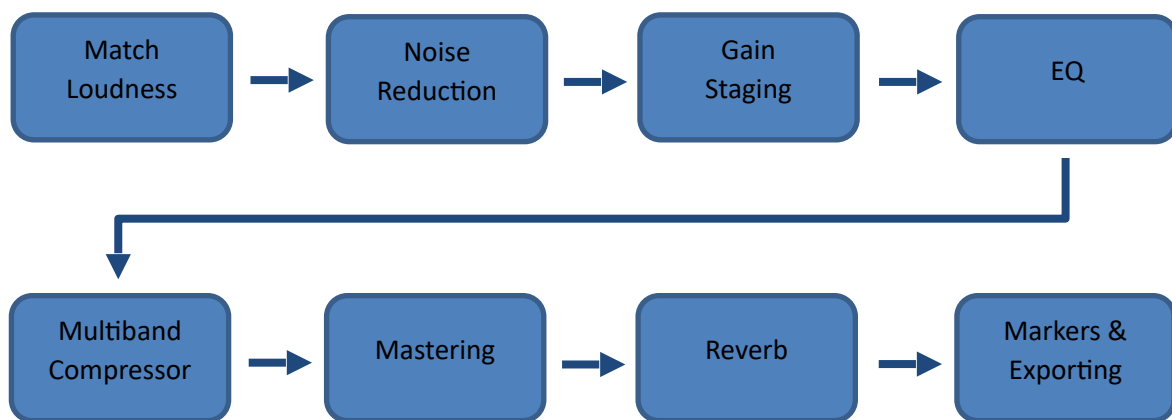 Match
Loudness
Noise
Reduction
Gain
Staging
EQ
Multiband
Compressor
Mastering
Reverb
Markers &
Exporting